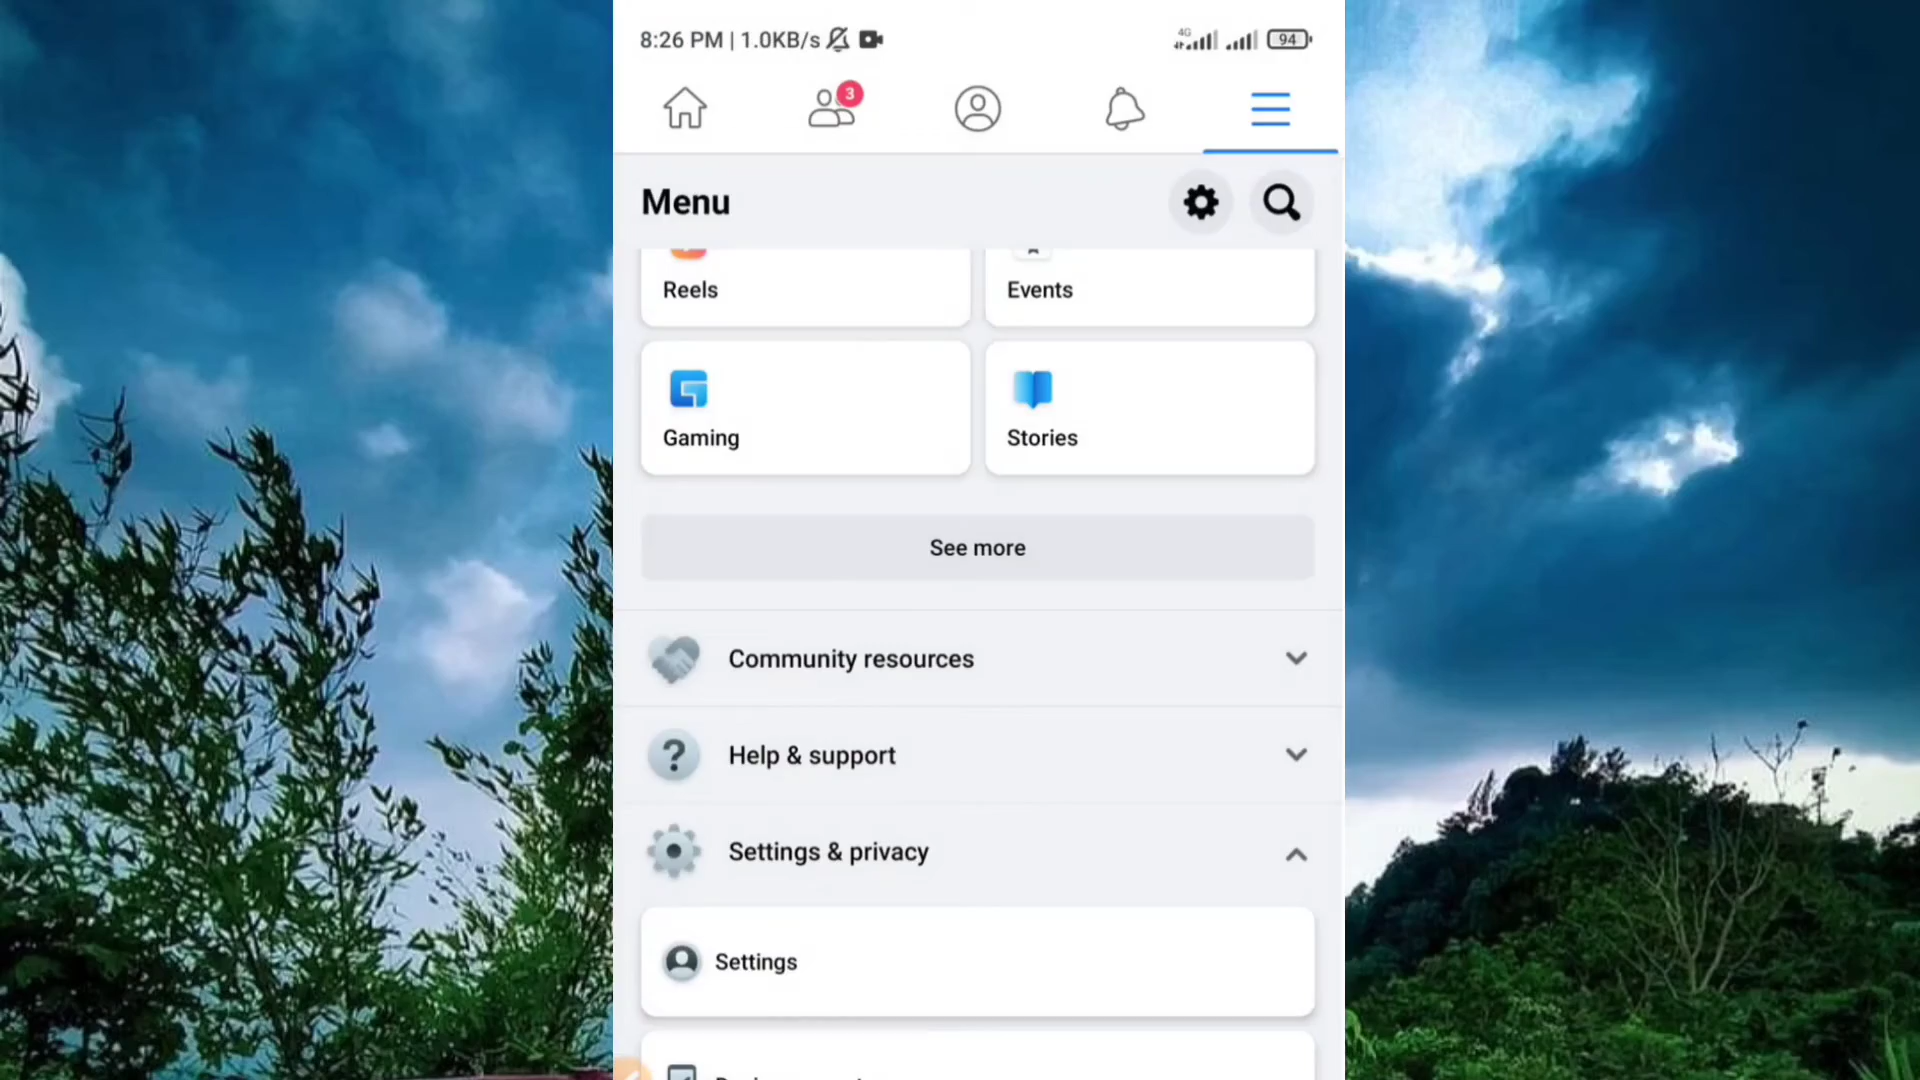 8:26 PM | 1.0KB/s
4G
94
3
Menu
Reels
Events
Gaming
Stories
See more
Community resources
Help & support
Settings & privacy
Settings